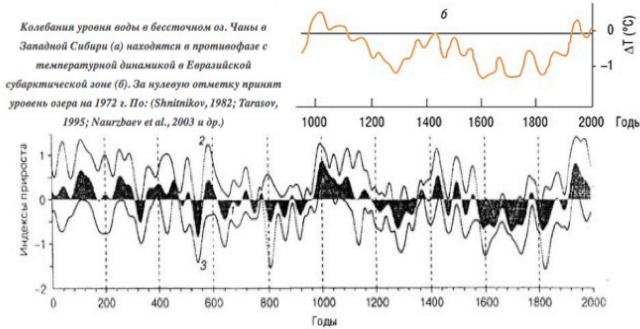 Колебания уровня воды в бессточном оз. Чаны в
Западной Сибири (а) находятся в противофазе с
температурной динамикой в Евразийской
субарктической зоне (б). За нулевую отметку принят
уровень озера на 1972 г. По: (Shnitnikov, 1982; Tarasov,
1995; Naurzbaev et al., 2003 и др.)
б
0
–1
ΔT (°C)
1000 1200 1400 1600 1800 2000 Годы
Индексы прироста
1
0
–1
–2
2
3
0 200 400 600 800 1000 1200 1400 1600 1800 2000
Годы